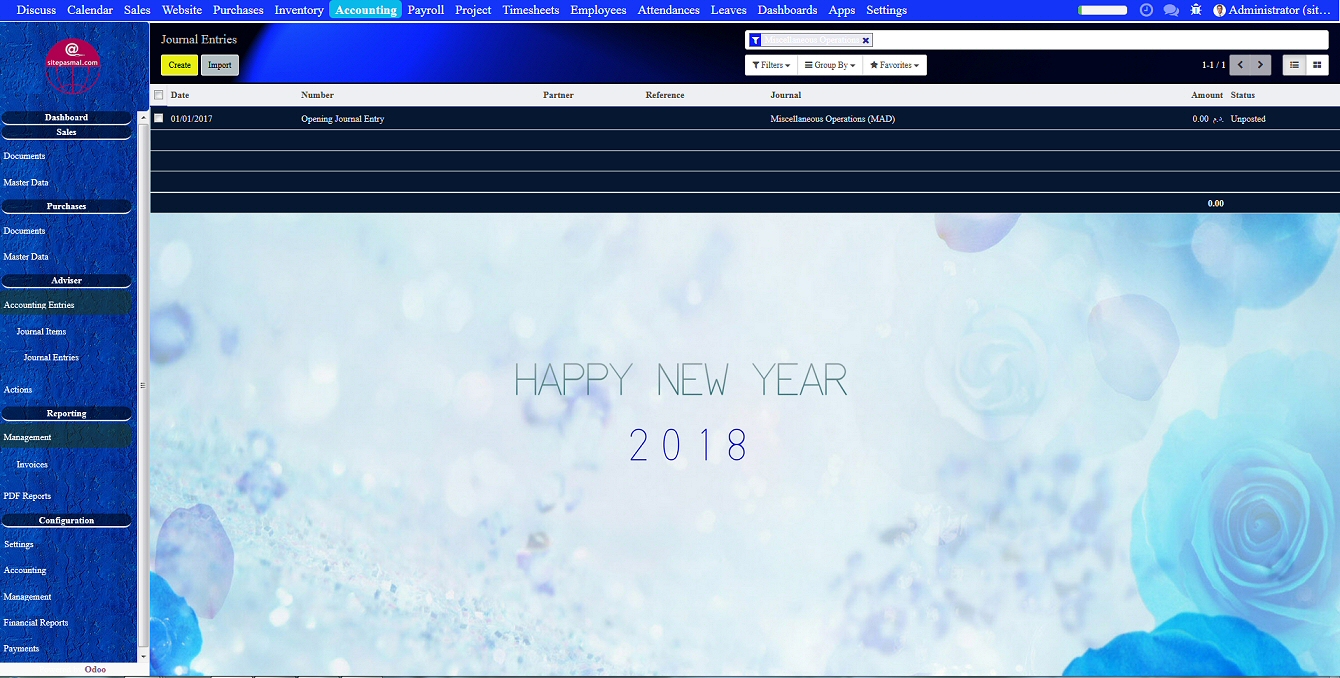 Discuss Calendar Sales Website Purchases Inventory Accounting Payroll Project Timesheets Employees Attendances Leaves Dashboards Apps Settings Administrator (sit...
@
sitepasmal.com
Journal Entries
Miscellaneous Operations
Create Import
Filters Group By Favorites
1-1 / 1
Date Number Partner Reference Journal Amount Status
01/01/2017 Opening Journal Entry Miscellaneous Operations (MAD) 0.00 د.م. Unposted
0.00
Dashboard
Sales
Documents
Master Data
Purchases
Documents
Master Data
Adviser
Accounting Entries
Journal Items
Journal Entries
Actions
Reporting
Management
Invoices
PDF Reports
Configuration
Settings
Accounting
Management
Financial Reports
Payments
Odoo
HAPPY NEW YEAR
2018